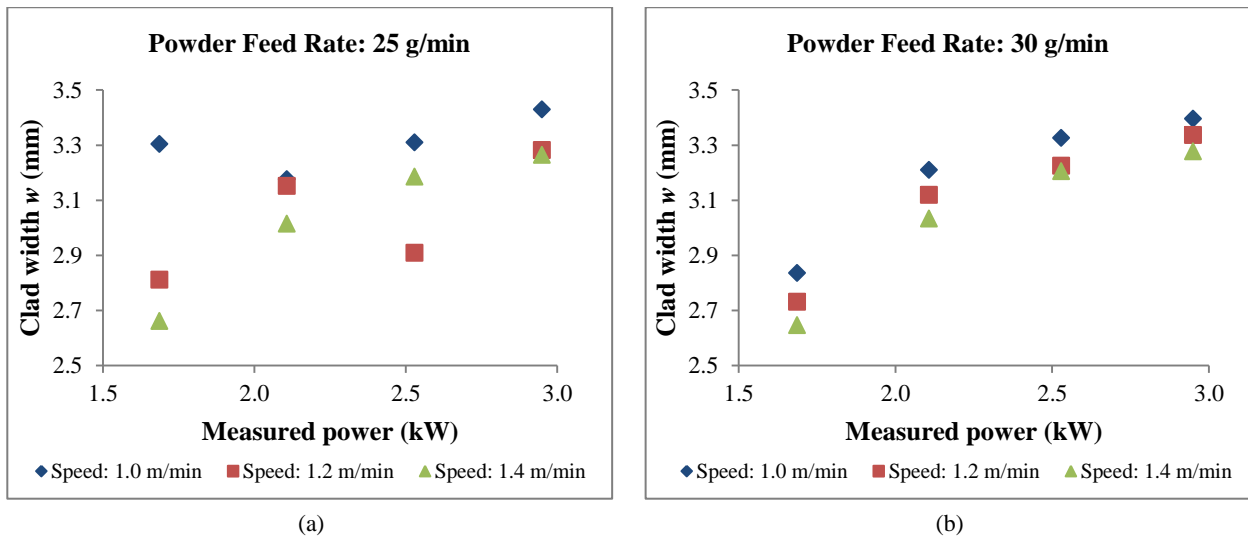 Powder Feed Rate: 25 g/min
3.5
3.3
3.1
2.9
2.7
2.5
Clad width w (mm)
1.5 2.0 2.5 3.0
Measured power (kW)
Speed: 1.0 m/min Speed: 1.2 m/min Speed: 1.4 m/min
(a)
Powder Feed Rate: 30 g/min
3.5
3.3
3.1
2.9
2.7
2.5
Clad width w (mm)
1.5 2.0 2.5 3.0
Measured power (kW)
Speed: 1.0 m/min Speed: 1.2 m/min Speed: 1.4 m/min
(b)